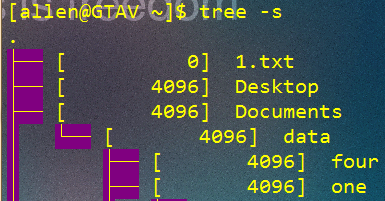 [allen@GTAV ~]$ tree -s
.
├── [          0]  1.txt
├── [       4096]  Desktop
├── [       4096]  Documents
│   └── [       4096]  data
│       ├── [       4096]  four
│       ├── [       4096]  one